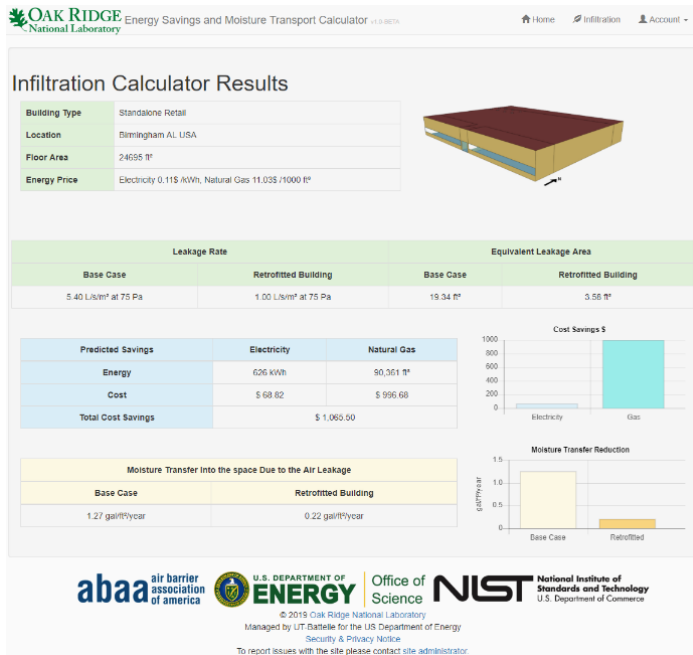 OAK RIDGE
National Laboratory
Energy Savings and Moisture Transport Calculator v1.0-BETA
Home Infiltration Account
Infiltration Calculator Results
Building Type Standalone Retail
Location Birmingham AL USA
Floor Area 24695 ft²
Energy Price Electricity 0.11$ /kWh, Natural Gas 11.03$ /1000 ft³
Leakage Rate Equivalent Leakage Area
Base Case Retrofitted Building Base Case Retrofitted Building
5.40 L/s/m² at 75 Pa 1.00 L/s/m² at 75 Pa 19.34 ft² 3.58 ft²
Predicted Savings Electricity Natural Gas
Energy 626 kWh 90,361 ft³
Cost $ 68.82 $ 996.68
Total Cost Savings $ 1,065.50
Cost Savings $
1000
800
600
400
200
0
Electricity Gas
Moisture Transfer Into the space Due to the Air Leakage
Base Case Retrofitted Building
1.27 gal/ft²/year 0.22 gal/ft²/year
Moisture Transfer Reduction
gal/ft²/year
1.5
1.0
0.5
0
Base Case Retrofitted
abaa air barrier
association
of america
U.S. DEPARTMENT OF
ENERGY
Office of
Science
NIST
National Institute of
Standards and Technology
U.S. Department of Commerce
© 2019 Oak Ridge National Laboratory
Managed by UT-Battelle for the US Department of Energy
Security & Privacy Notice
To report issues with the site please contact site administrator.